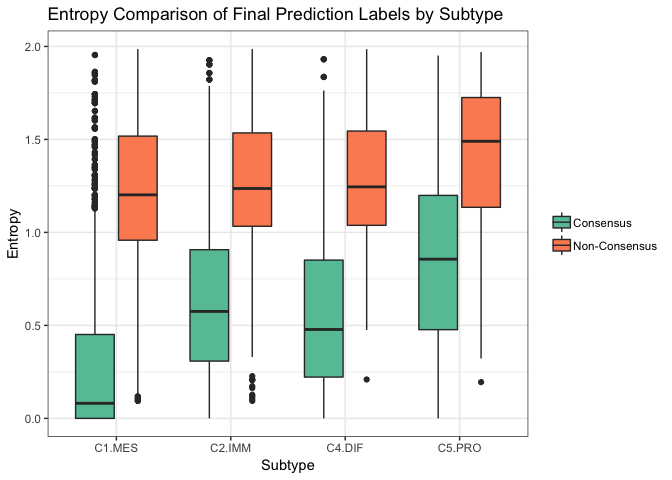 Entropy Comparison of Final Prediction Labels by Subtype
2.0
1.5
1.0
0.5
0.0
Entropy
C1.MES C2.IMM C4.DIF C5.PRO
Subtype
Consensus
Non-Consensus